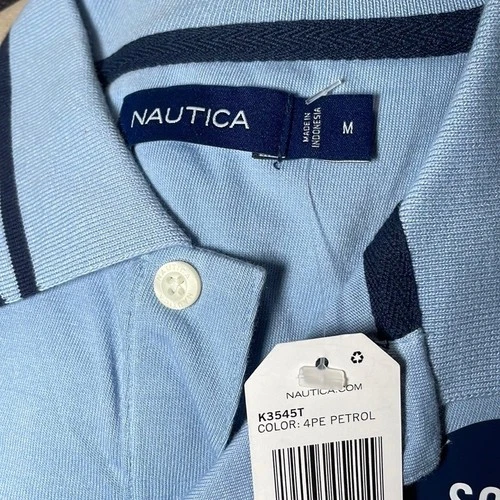 NAUTICA
MADE IN
INDONESIA
M
NAUTICA.COM
K3545T
COLOR: 4PE PETROL